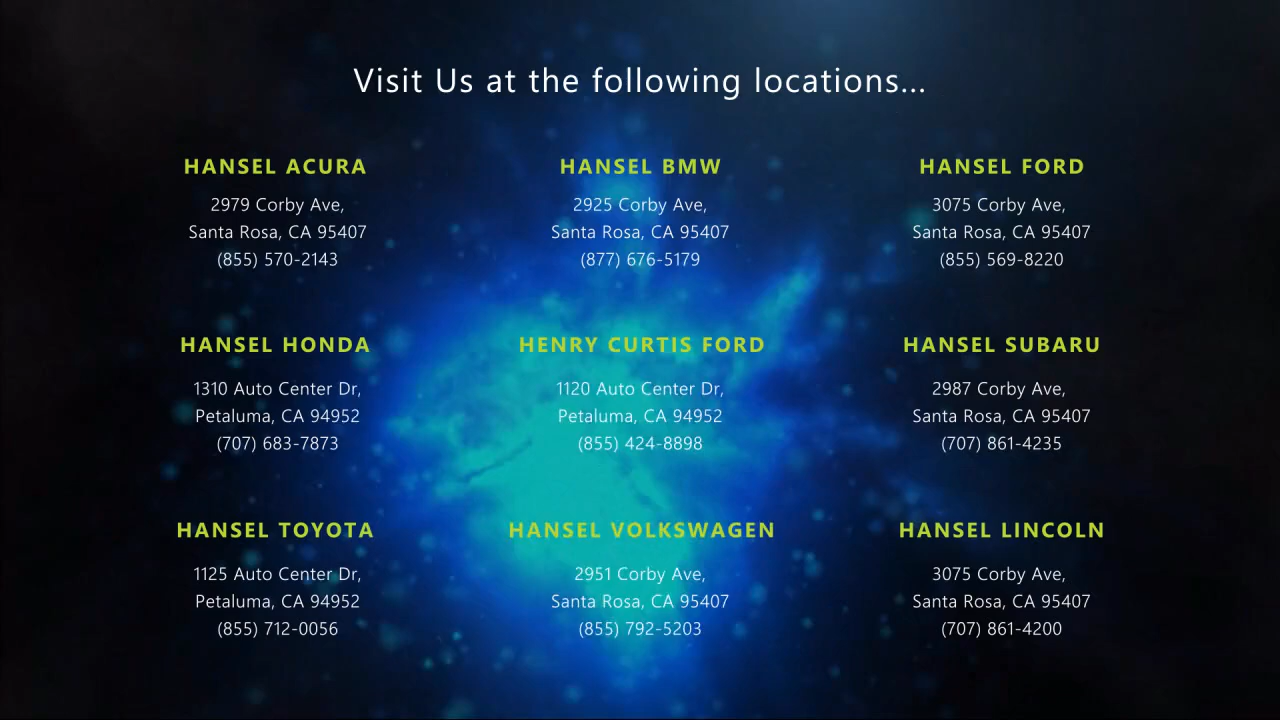 Visit Us at the following locations...
HANSEL ACURA
2979 Corby Ave,
Santa Rosa, CA 95407
(855) 570-2143
HANSEL BMW
2925 Corby Ave,
Santa Rosa, CA 95407
(877) 676-5179
HANSEL FORD
3075 Corby Ave,
Santa Rosa, CA 95407
(855) 569-8220
HANSEL HONDA
1310 Auto Center Dr,
Petaluma, CA 94952
(707) 683-7873
HENRY CURTIS FORD
1120 Auto Center Dr,
Petaluma, CA 94952
(855) 424-8898
HANSEL SUBARU
2987 Corby Ave,
Santa Rosa, CA 95407
(707) 861-4235
HANSEL TOYOTA
1125 Auto Center Dr,
Petaluma, CA 94952
(855) 712-0056
HANSEL VOLKSWAGEN
2951 Corby Ave,
Santa Rosa, CA 95407
(855) 792-5203
HANSEL LINCOLN
3075 Corby Ave,
Santa Rosa, CA 95407
(707) 861-4200